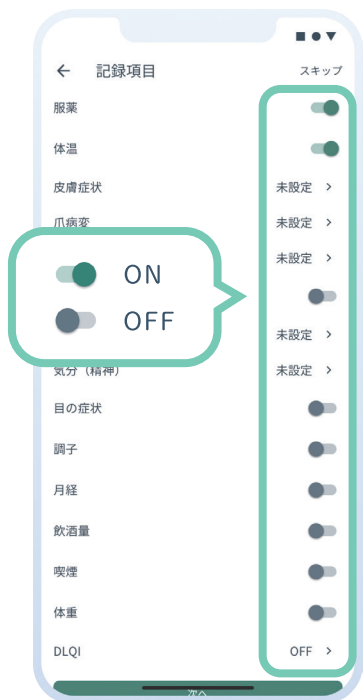 ← 記録項目 スキップ
服薬
体温
皮膚症状 未設定 >
爪病変 未設定 >
未設定 >
ON
OFF
未設定 >
気分（精神） 未設定 >
目の症状
調子
月経
飲酒量
喫煙
体重
DLQI OFF >
次へ